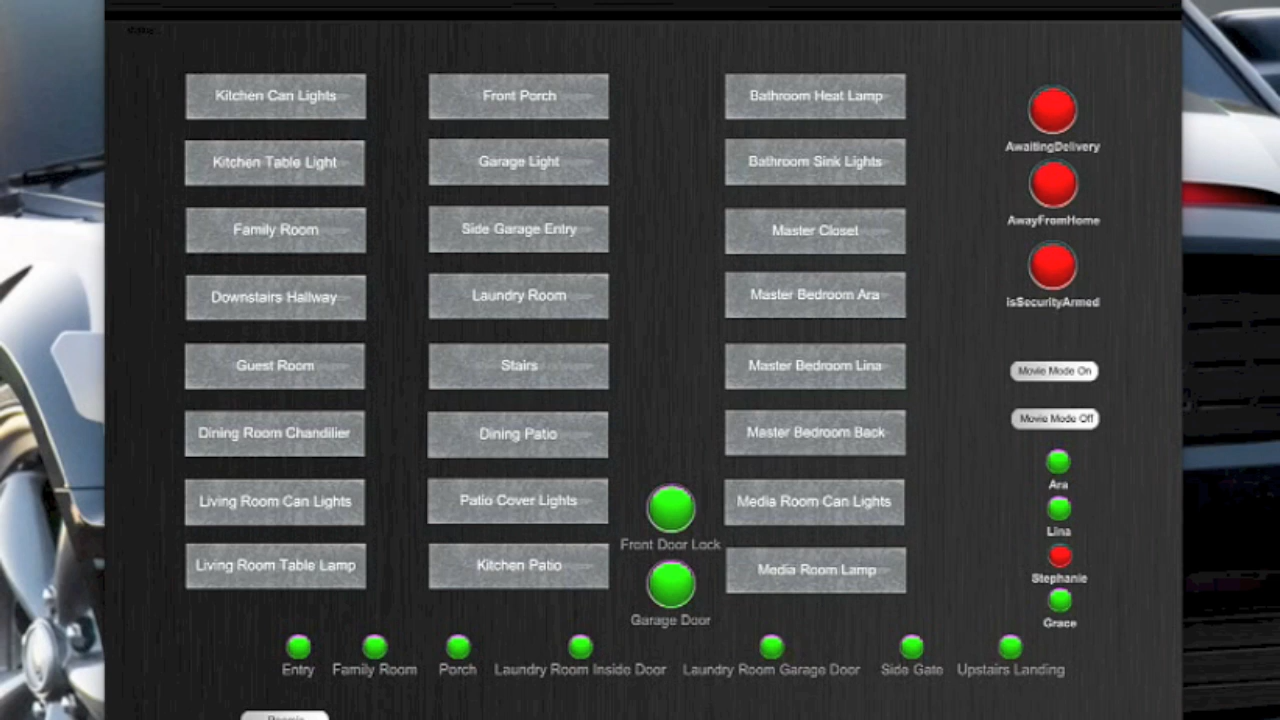 Kitchen Can Lights
Kitchen Table Light
Family Room
Downstairs Hallway
Guest Room
Dining Room Chandilier
Living Room Can Lights
Living Room Table Lamp
Front Porch
Garage Light
Side Garage Entry
Laundry Room
Stairs
Dining Patio
Patio Cover Lights
Kitchen Patio
Front Door Lock
Garage Door
Bathroom Heat Lamp
Bathroom Sink Lights
Master Closet
Master Bedroom Ara
Master Bedroom Lina
Master Bedroom Back
Media Room Can Lights
Media Room Lamp
AwaitingDelivery
AwayFromHome
isSecurityArmed
Movie Mode On
Movie Mode Off
Ara
Lina
Stephanie
Grace
Entry
Family Room
Porch
Laundry Room Inside Door
Laundry Room Garage Door
Side Gate
Upstairs Landing